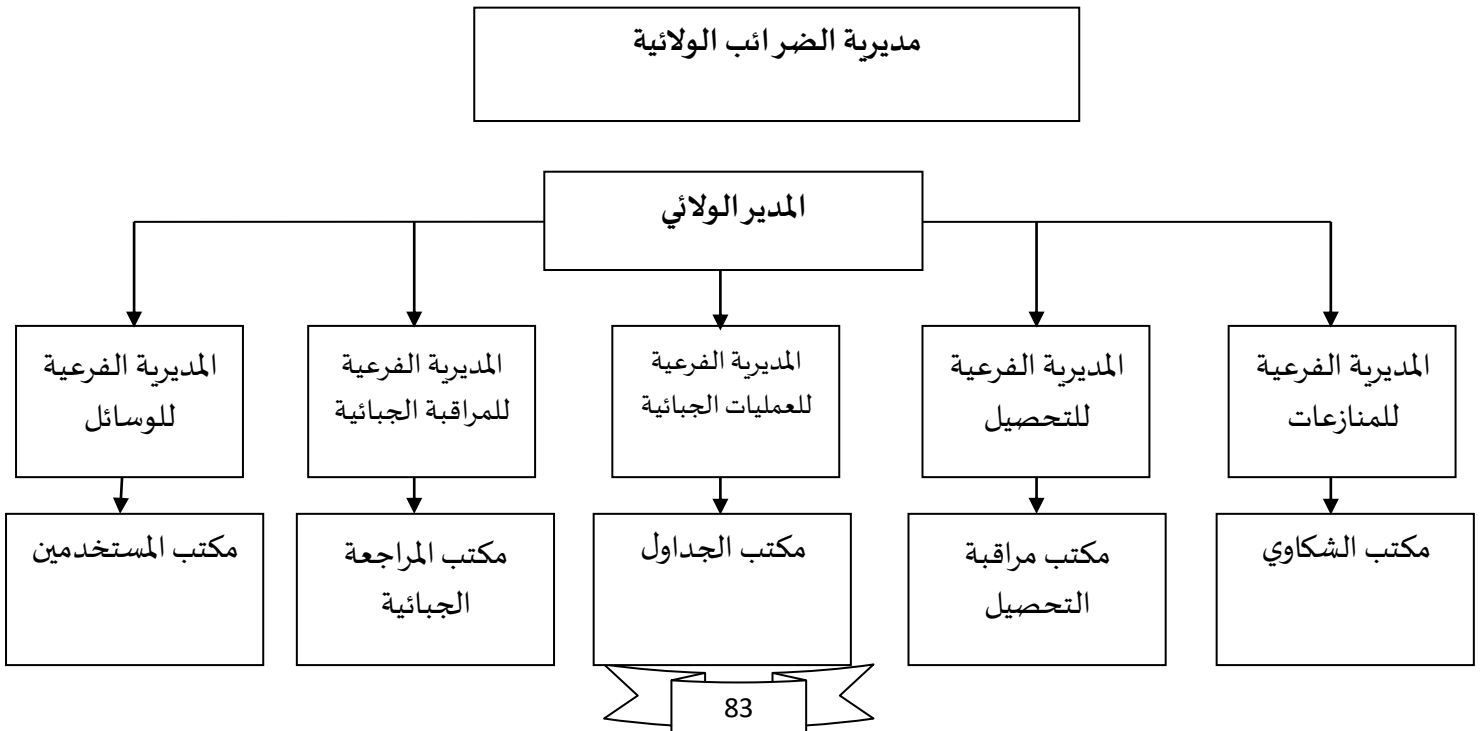 مديرية الضرائب الولائية
المدير الولائي
المديرية الفرعية
للمنازعات
المديرية الفرعية
للتحصيل
المديرية الفرعية
للعمليات الجبائية
المديرية الفرعية
للمراقبة الجبائية
المديرية الفرعية
للوسائل
مكتب الشكاوي
مكتب مراقبة
التحصيل
مكتب الجداول
مكتب المراجعة
الجبائية
مكتب المستخدمين
83